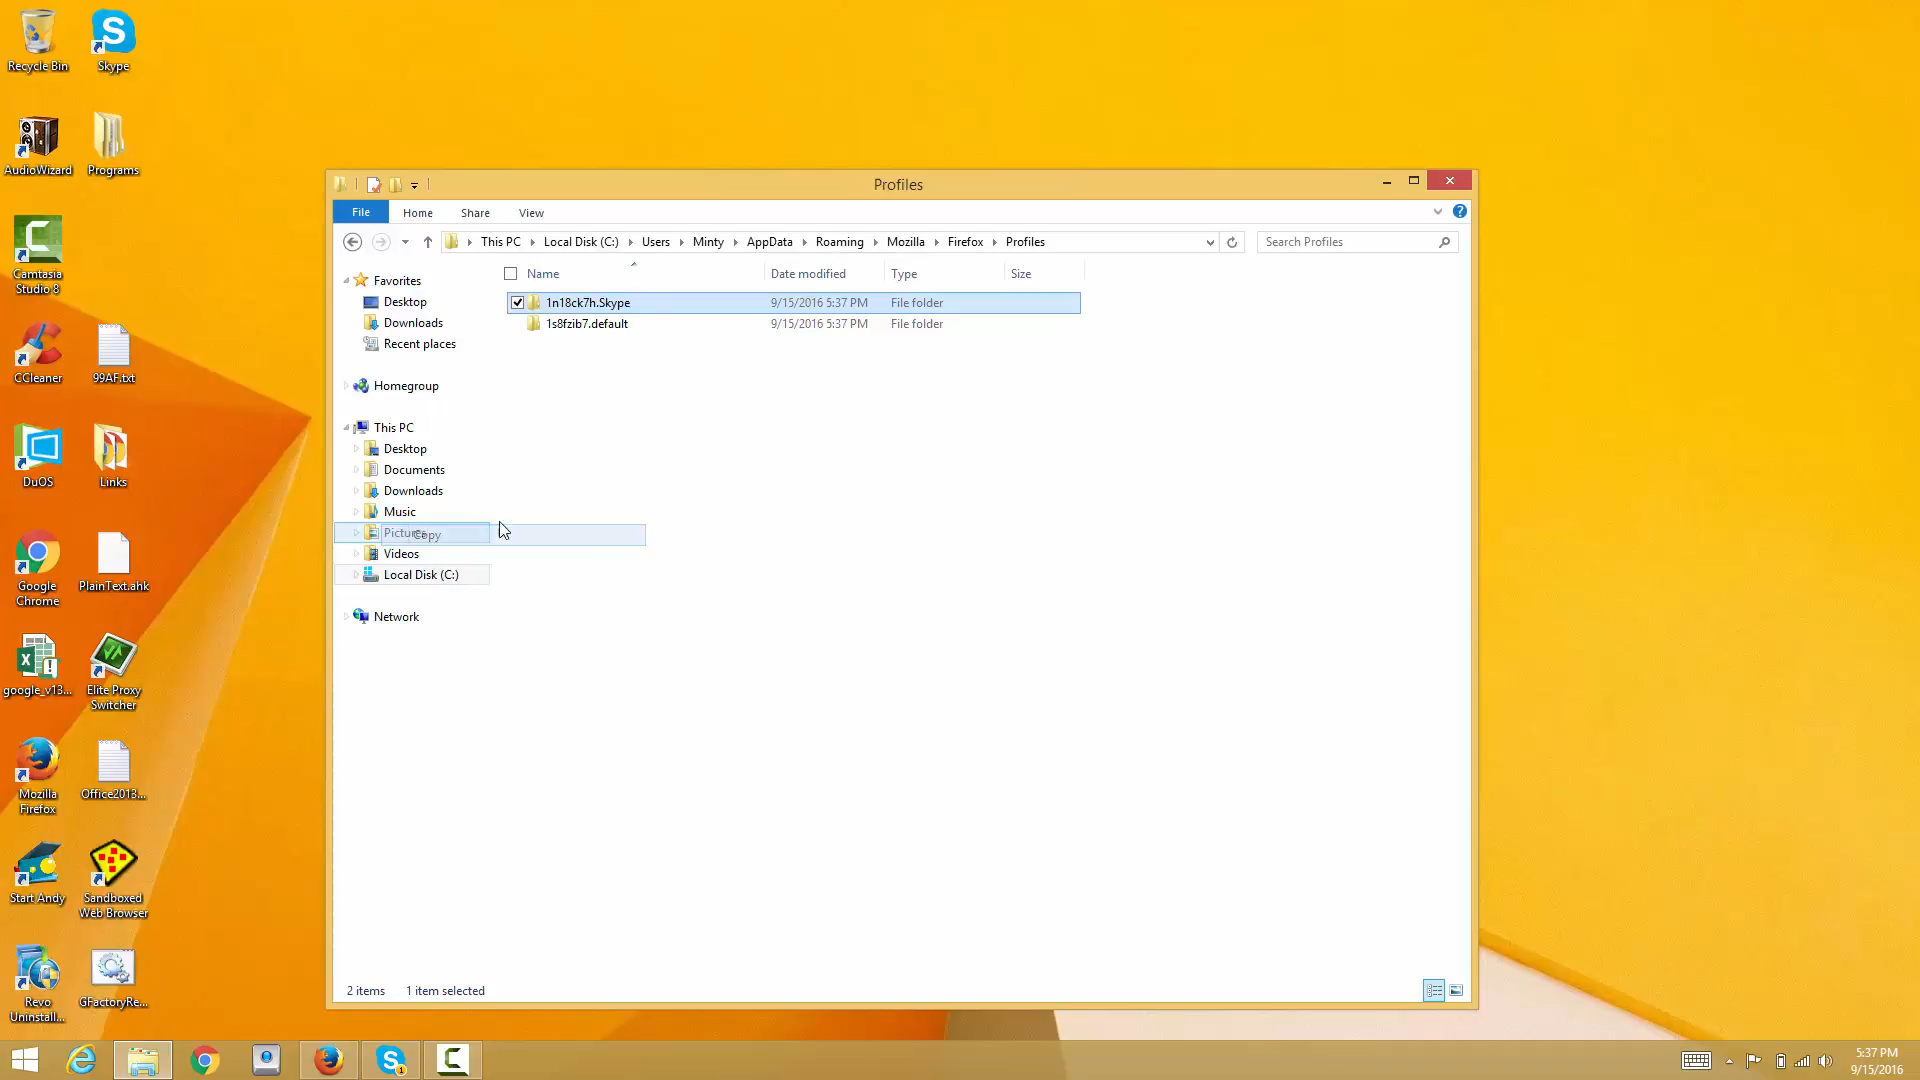 Recycle Bin
Skype
AudioWizard
Programs
Camtasia
Studio 8
CCleaner
99AF.txt
DuOS
Links
Google
Chrome
PlainText.ahk
google_v13...
Elite Proxy
Switcher
Mozilla
Firefox
Office2013...
Start Andy
Sandboxed
Web Browser
Revo
Uninstall...
GFactoryRe...
Profiles
File
Home
Share
View
This PC
Local Disk (C:)
Users
Minty
AppData
Roaming
Mozilla
Firefox
Profiles
Search Profiles
Name
Date modified
Type
Size
1n18ck7h.Skype
9/15/2016 5:37 PM
File folder
1s8fzib7.default
9/15/2016 5:37 PM
File folder
Favorites
Desktop
Downloads
Recent places
Homegroup
This PC
Desktop
Documents
Downloads
Music
Pictures
Copy
Videos
Local Disk (C:)
Network
2 items
1 item selected
5:37 PM
9/15/2016